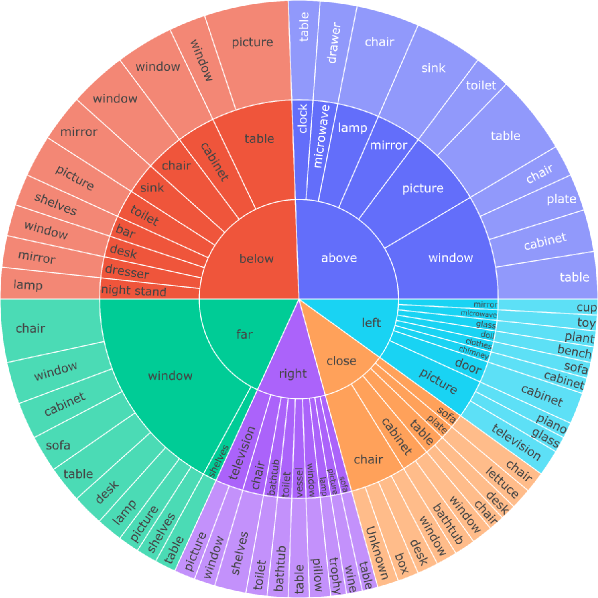 below
above
left
close
right
far
table
cabinet
chair
sink
toilet
bar
desk
dresser
night stand
picture
window
window
window
mirror
picture
shelves
window
mirror
lamp
clock
microwave
lamp
mirror
picture
window
table
drawer
chair
sink
toilet
table
chair
plate
cabinet
table
mirror
microwave
glass
dog
clothes
chimney
door
picture
cup
toy
plant
bench
sofa
cabinet
cabinet
piano
glass
television
sofa
plate
table
cabinet
chair
chair
lettuce
desk
chair
window
bathtub
window
desk
box
Unknown
sofa
picture
lamp
window
vessel
toilet
bathtub
chair
television
table
wine
trophy
pillow
table
bathtub
toilet
shelves
window
picture
shelves
window
table
shelves
picture
lamp
desk
table
sofa
cabinet
window
chair